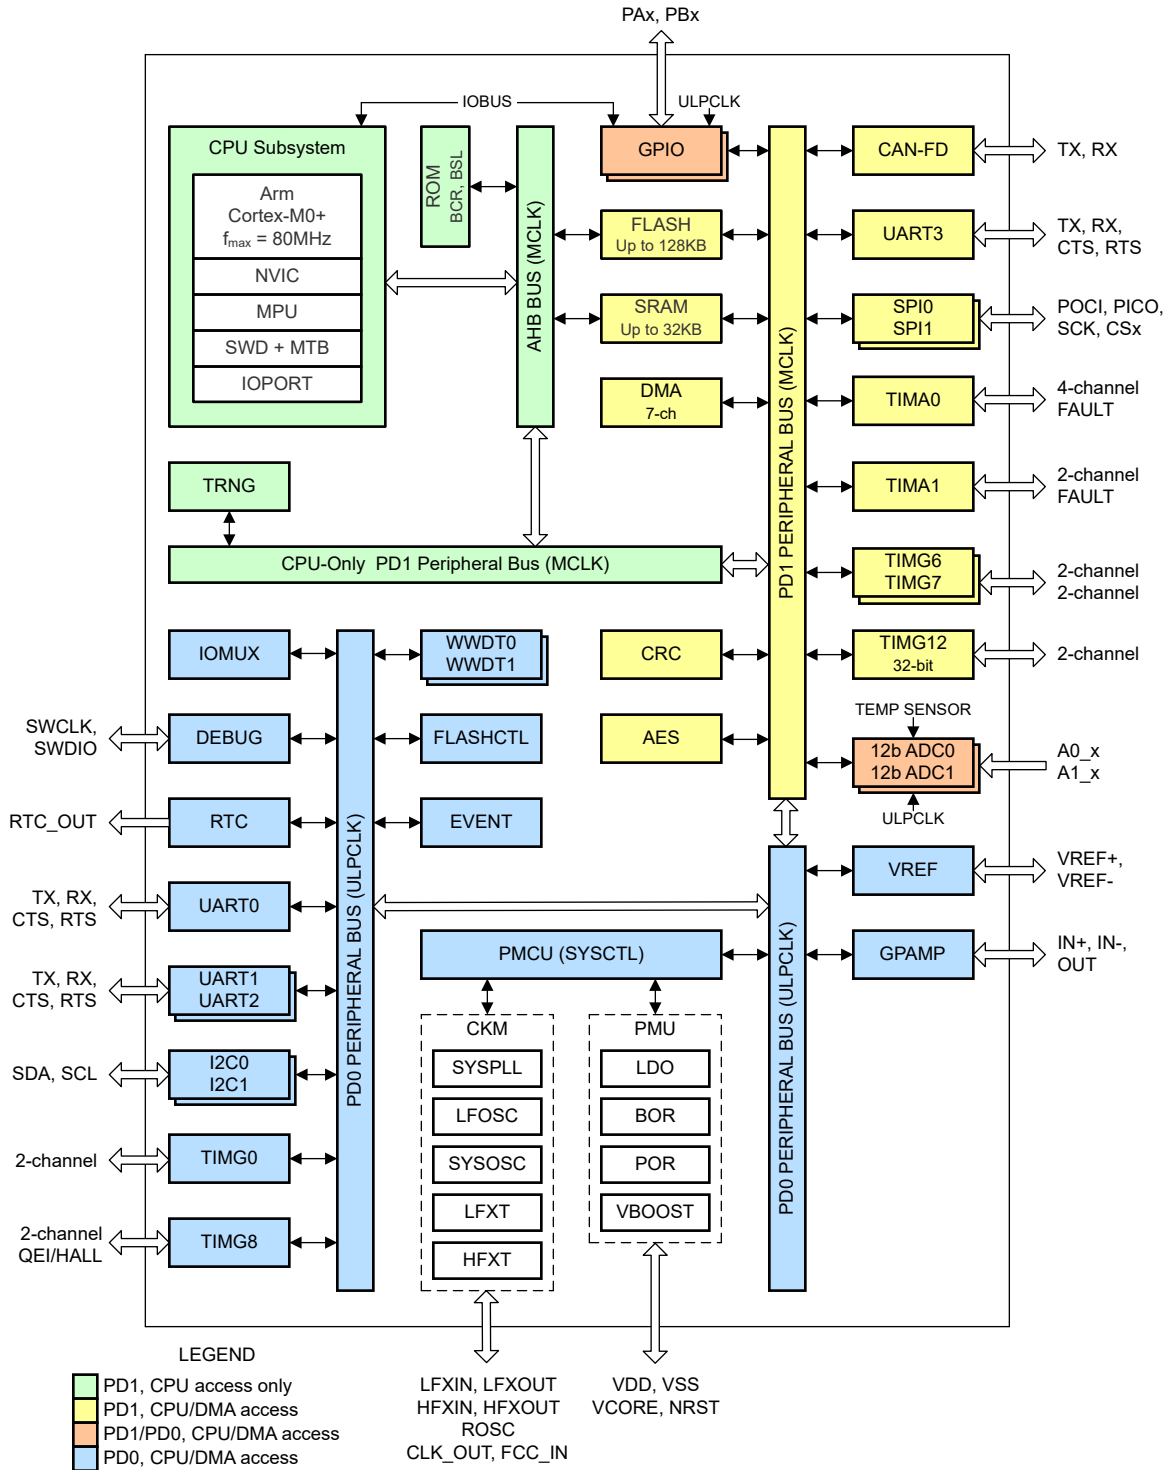 PAx, PBx
IOBUS
ULPCLK
CPU Subsystem
Arm
Cortex-M0+
fmax = 80MHz
NVIC
MPU
SWD + MTB
IOPORT
ROM
BCR, BSL
AHB BUS (MCLK)
GPIO
FLASH
Up to 128KB
SRAM
Up to 32KB
DMA
7-ch
PD1 PERIPHERAL BUS (MCLK)
CAN-FD
TX, RX
UART3
TX, RX,
CTS, RTS
SPI0
SPI1
POCI, PICO,
SCK, CSx
TIMA0
4-channel
FAULT
TIMA1
2-channel
FAULT
TRNG
CPU-Only PD1 Peripheral Bus (MCLK)
TIMG6
TIMG7
2-channel
2-channel
IOMUX
WWDT0
WWDT1
CRC
TIMG12
32-bit
2-channel
SWCLK,
SWDIO
DEBUG
FLASHCTL
AES
TEMP SENSOR
12b ADC0
12b ADC1
A0_x
A1_x
ULPCLK
RTC_OUT
RTC
EVENT
PD0 PERIPHERAL BUS (ULPCLK)
VREF
VREF+,
VREF-
TX, RX,
CTS, RTS
UART0
PMCU (SYSCTL)
PD0 PERIPHERAL BUS (ULPCLK)
GPAMP
IN+, IN-,
OUT
TX, RX,
CTS, RTS
UART1
UART2
SDA, SCL
I2C0
I2C1
2-channel
TIMG0
2-channel
QEI/HALL
TIMG8
CKM
SYSPLL
LFOSC
SYSOSC
LFXT
HFXT
PMU
LDO
BOR
POR
VBOOST
LFXIN, LFXOUT
HFXIN, HFXOUT
ROSC
CLK_OUT, FCC_IN
VDD, VSS
VCORE, NRST
LEGEND
PD1, CPU access only
PD1, CPU/DMA access
PD1/PD0, CPU/DMA access
PD0, CPU/DMA access